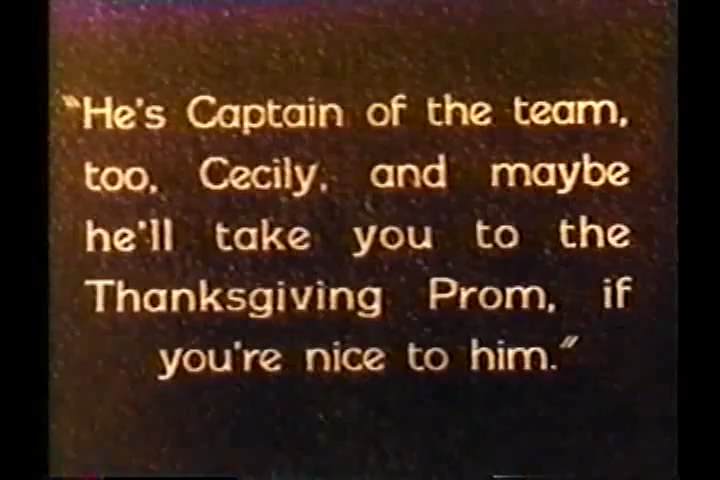 "He's Captain of the team,
too, Cecily, and maybe
he'll take you to the
Thanksgiving Prom, if
you're nice to him."